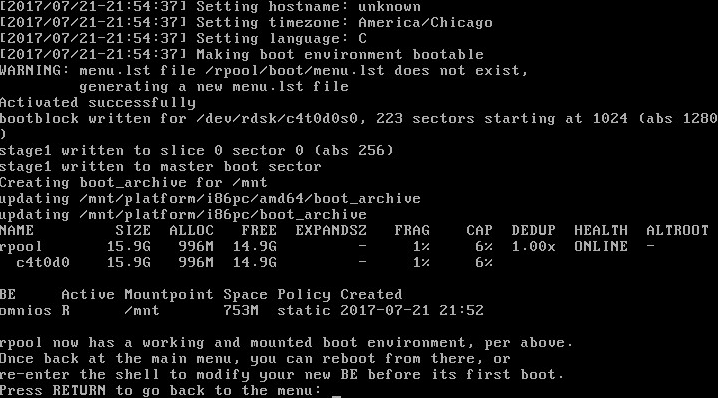 [2017/07/21-21:54:37] Setting hostname: unknown
[2017/07/21-21:54:37] Setting timezone: America/Chicago
[2017/07/21-21:54:37] Setting language: C
[2017/07/21-21:54:37] Making boot environment bootable
WARNING: menu.lst file /rpool/boot/menu.lst does not exist,
         generating a new menu.lst file
Activated successfully
bootblock written for /dev/rdsk/c4t0d0s0, 223 sectors starting at 1024 (abs 1280
)
stage1 written to slice 0 sector 0 (abs 256)
stage1 written to master boot sector
Creating boot_archive for /mnt
updating /mnt/platform/i86pc/amd64/boot_archive
updating /mnt/platform/i86pc/boot_archive
NAME        SIZE  ALLOC   FREE  EXPANDSZ   FRAG    CAP  DEDUP  HEALTH  ALTROOT
rpool      15.9G   996M  14.9G         -     1%     6%  1.00x  ONLINE  -
  c4t0d0   15.9G   996M  14.9G         -     1%     6%
BE     Active Mountpoint Space Policy Created
omnios R      /mnt       753M  static 2017-07-21 21:52
rpool now has a working and mounted boot environment, per above.
Once back at the main menu, you can reboot from there, or
re-enter the shell to modify your new BE before its first boot.
Press RETURN to go back to the menu: _